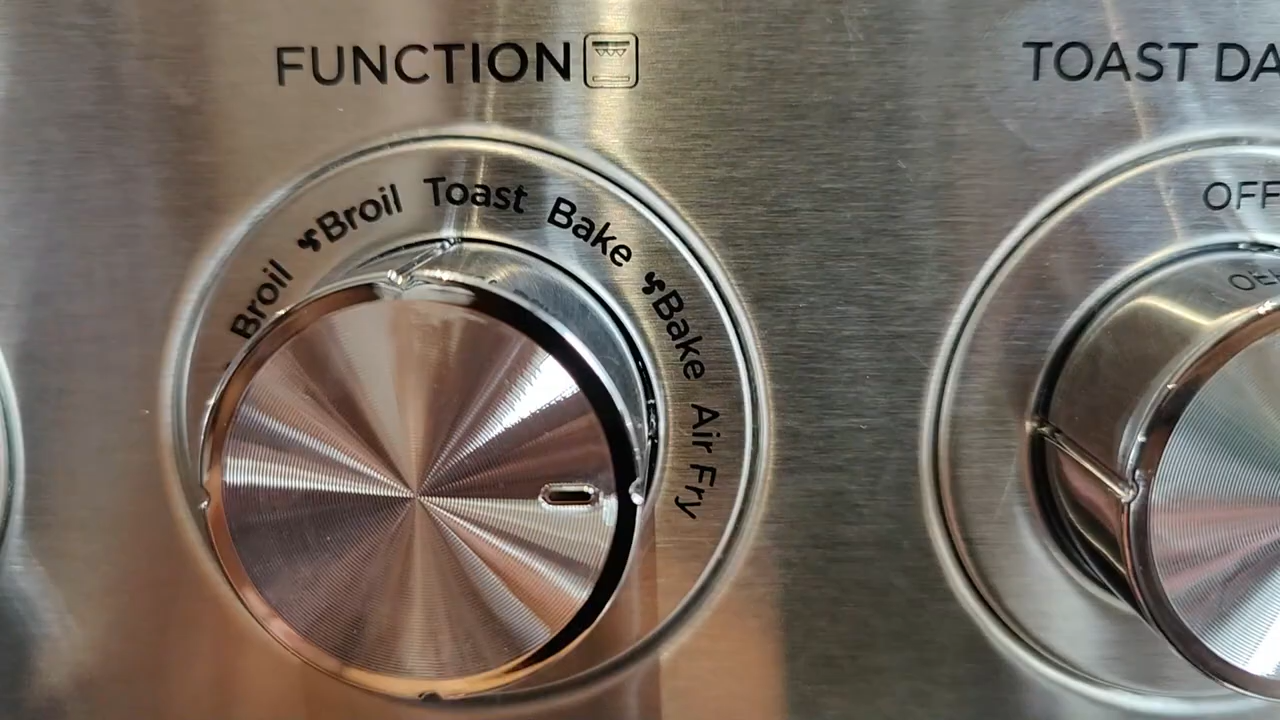 FUNCTION
TOAST DA
Broil
Broil
Toast
Bake
Bake
Air Fry
OFF